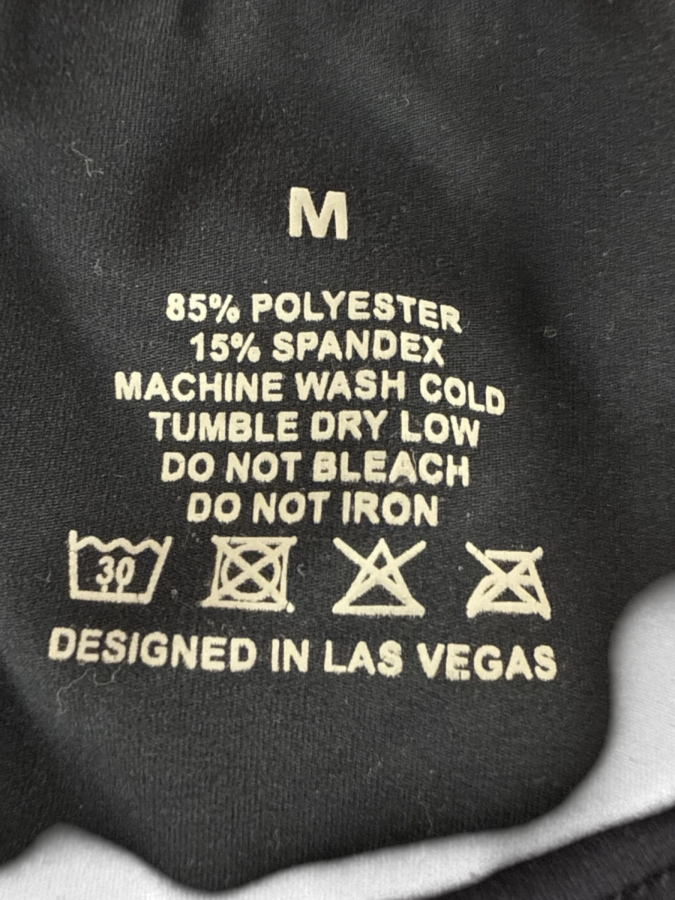 M
85% POLYESTER
15% SPANDEX
MACHINE WASH COLD
TUMBLE DRY LOW
DO NOT BLEACH
DO NOT IRON
30
DESIGNED IN LAS VEGAS